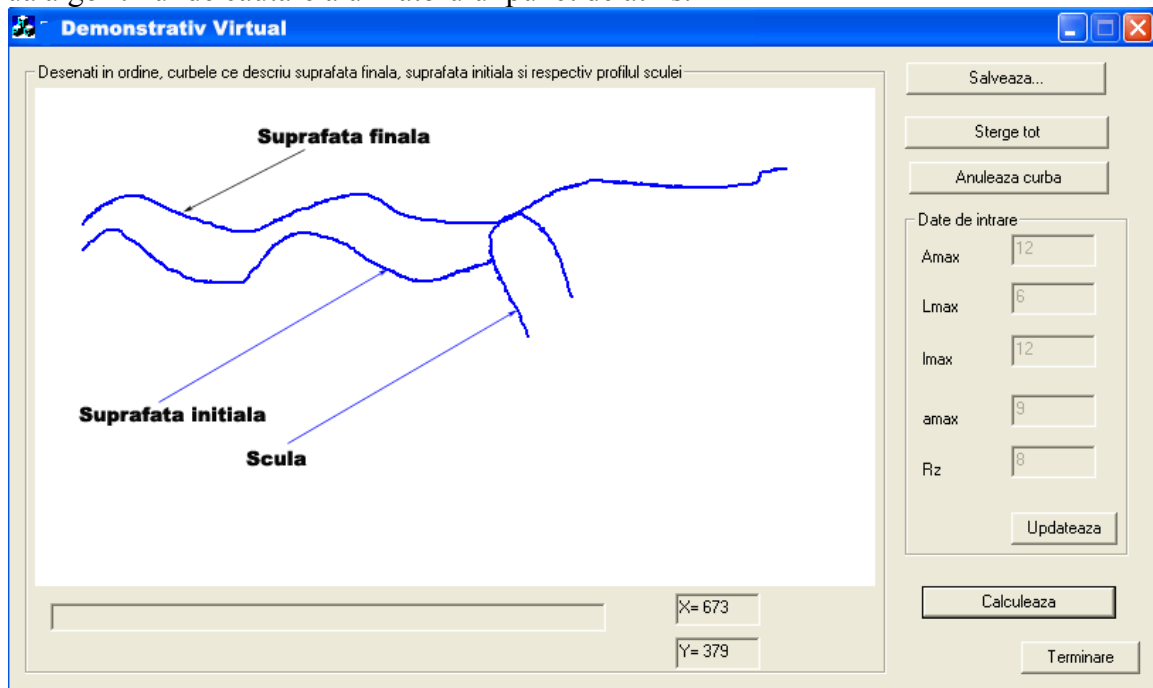 Demonstrativ Virtual
Desenati in ordine, curbele ce descriu suprafata finala, suprafata initiala si respectiv profilul sculei
Suprafata finala
Suprafata initiala
Scula
X= 673
Y= 379
Salveaza...
Sterge tot
Anuleaza curba
Date de intrare
Amax 12
Lmax 6
lmax 12
amax 9
Rz 8
Updateaza
Calculeaza
Terminare